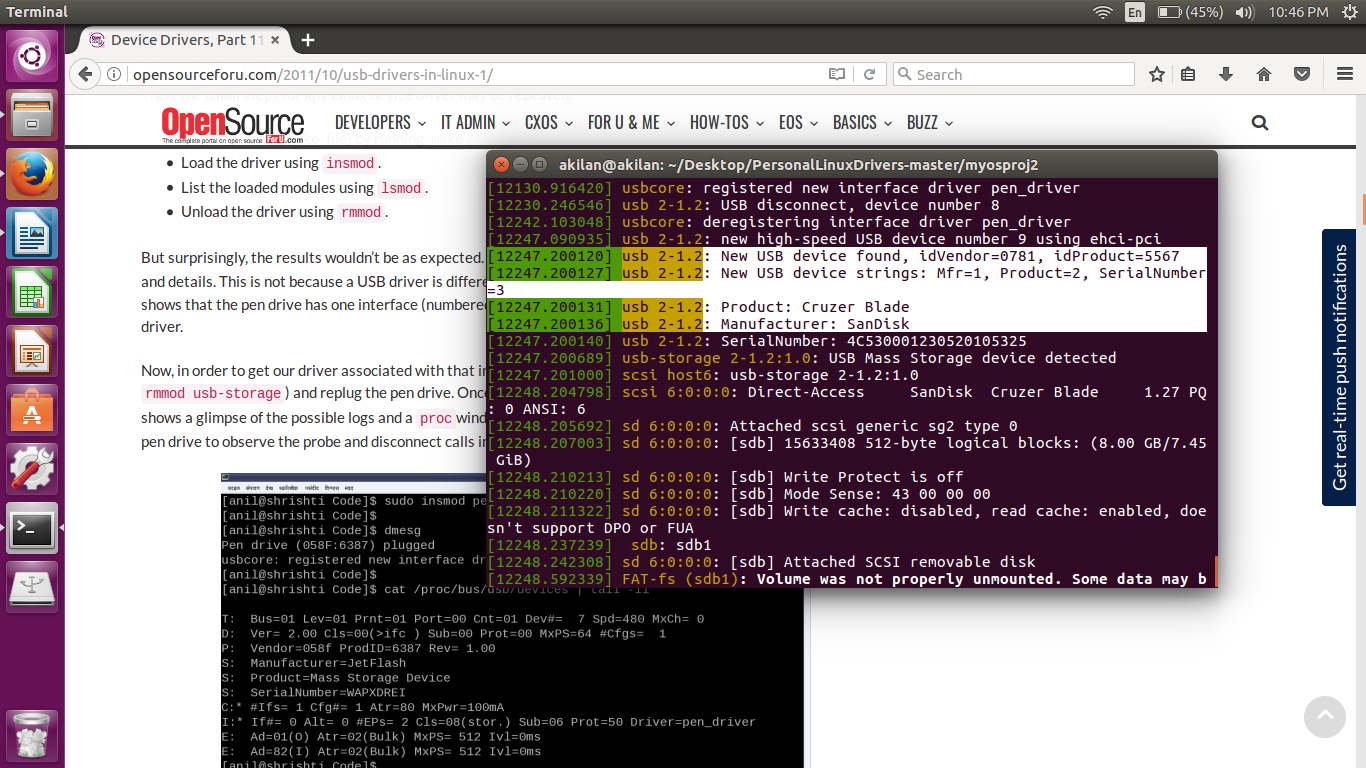 Terminal
En
(45%)
10:46 PM
Device Drivers, Part 11
opensourceforu.com/2011/10/usb-drivers-in-linux-1/
Search
OpenSource
The complete portal on open source For U.com
DEVELOPERS
IT ADMIN
CXOS
FOR U & ME
HOW-TOS
EOS
BASICS
BUZZ
Load the driver using insmod.
List the loaded modules using lsmod.
Unload the driver using rmmod.
But surprisingly, the results wouldn't be as expected.
and details. This is not because a USB driver is differe
shows that the pen drive has one interface (numbere
driver.
Now, in order to get our driver associated with that in
rmmod usb-storage) and replug the pen drive. Onc
shows a glimpse of the possible logs and a proc wind
pen drive to observe the probe and disconnect calls in
akilan@akilan: ~/Desktop/PersonalLinuxDrivers-master/myosproj2
[12130.916420] usbcore: registered new interface driver pen_driver
[12230.246546] usb 2-1.2: USB disconnect, device number 8
[12242.103048] usbcore: deregistering interface driver pen_driver
[12247.090935] usb 2-1.2: new high-speed USB device number 9 using ehci-pci
[12247.200120] usb 2-1.2: New USB device found, idVendor=0781, idProduct=5567
[12247.200127] usb 2-1.2: New USB device strings: Mfr=1, Product=2, SerialNumber
=3
[12247.200131] usb 2-1.2: Product: Cruzer Blade
[12247.200136] usb 2-1.2: Manufacturer: SanDisk
[12247.200140] usb 2-1.2: SerialNumber: 4C530001230520105325
[12247.200689] usb-storage 2-1.2:1.0: USB Mass Storage device detected
[12247.201000] scsi host6: usb-storage 2-1.2:1.0
[12248.204798] scsi 6:0:0:0: Direct-Access     SanDisk  Cruzer Blade     1.27 PQ
: 0 ANSI: 6
[12248.205692] sd 6:0:0:0: Attached scsi generic sg2 type 0
[12248.207003] sd 6:0:0:0: [sdb] 15633408 512-byte logical blocks: (8.00 GB/7.45
 GiB)
[12248.210213] sd 6:0:0:0: [sdb] Write Protect is off
[12248.210220] sd 6:0:0:0: [sdb] Mode Sense: 43 00 00 00
[12248.211322] sd 6:0:0:0: [sdb] Write cache: disabled, read cache: enabled, doe
sn't support DPO or FUA
[12248.237239]  sdb: sdb1
[12248.242308] sd 6:0:0:0: [sdb] Attached SCSI removable disk
[12248.592339] FAT-fs (sdb1): Volume was not properly unmounted. Some data may b
Get real-time push notifications
[anil@shrishti Code]$ sudo insmod pe
[anil@shrishti Code]$
[anil@shrishti Code]$ dmesg
Pen drive (058F:6387) plugged
usbcore: registered new interface dr
[anil@shrishti Code]$
[anil@shrishti Code]$ cat /proc/bus/usb/devices | tail -11
T:  Bus=01 Lev=01 Prnt=01 Port=00 Cnt=01 Dev#=  7 Spd=480 MxCh= 0
D:  Ver= 2.00 Cls=00(>ifc ) Sub=00 Prot=00 MxPS=64 #Cfgs=  1
P:  Vendor=058f ProdID=6387 Rev= 1.00
S:  Manufacturer=JetFlash
S:  Product=Mass Storage Device
S:  SerialNumber=WAPXDREI
C:* #Ifs= 1 Cfg#= 1 Atr=80 MxPwr=100mA
I:* If#= 0 Alt= 0 #EPs= 2 Cls=08(stor.) Sub=06 Prot=50 Driver=pen_driver
E:  Ad=01(O) Atr=02(Bulk) MxPS= 512 Ivl=0ms
E:  Ad=82(I) Atr=02(Bulk) MxPS= 512 Ivl=0ms
[anil@shrishti Code]$